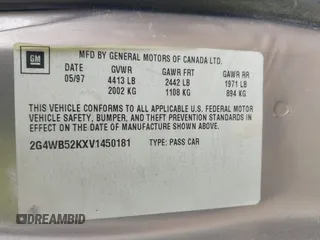 GM
MFD BY GENERAL MOTORS OF CANADA LTD.
DATE GVWR GAWR FRT GAWR RR
05/97 4413 LB 2442 LB 1971 LB
2002 KG 1108 KG 894 KG
THIS VEHICLE CONFORMS TO ALL APPLICABLE U.S. FEDERAL MOTOR
VEHICLE SAFETY, BUMPER, AND THEFT PREVENTION STANDARDS IN
EFFECT ON THE DATE OF MANUFACTURE SHOWN ABOVE.
2G4WB52KXV1450181 TYPE: PASS CAR
DREAMBID